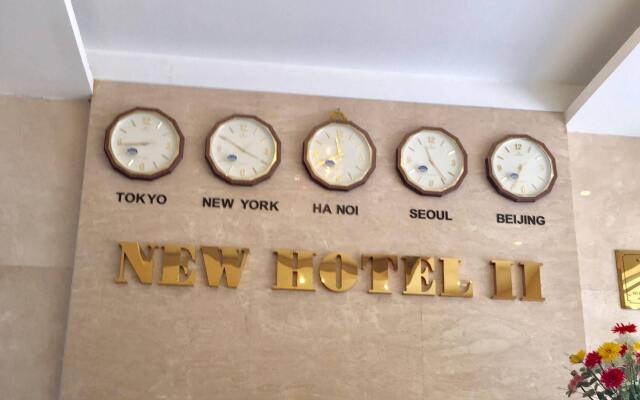 TOKYO
NEW YORK
HA NOI
SEOUL
BEIJING
NEW HOTEL II